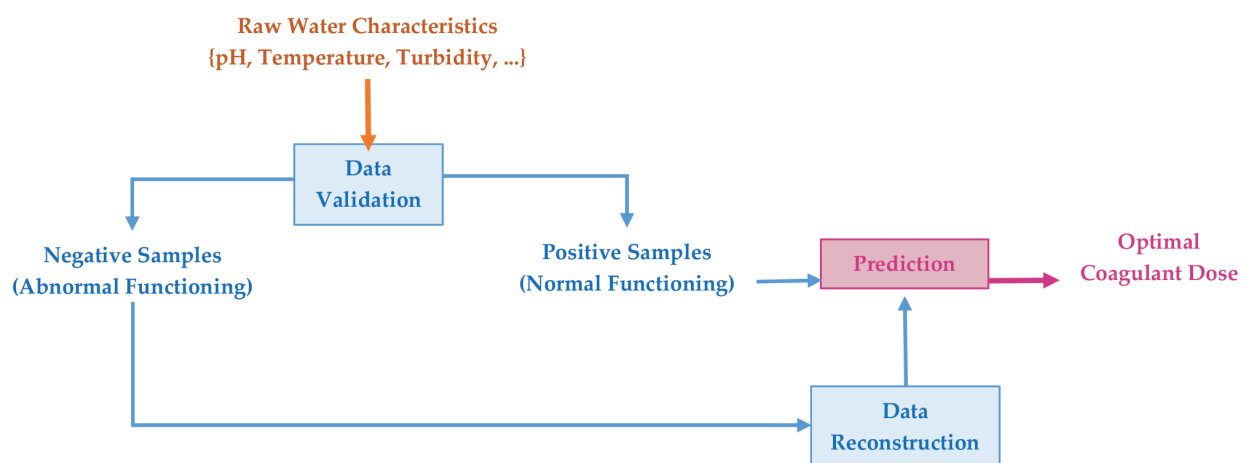 Raw Water Characteristics
{pH, Temperature, Turbidity, ...}
Data
Validation
Negative Samples
(Abnormal Functioning)
Positive Samples
(Normal Functioning)
Prediction
Optimal
Coagulant Dose
Data
Reconstruction